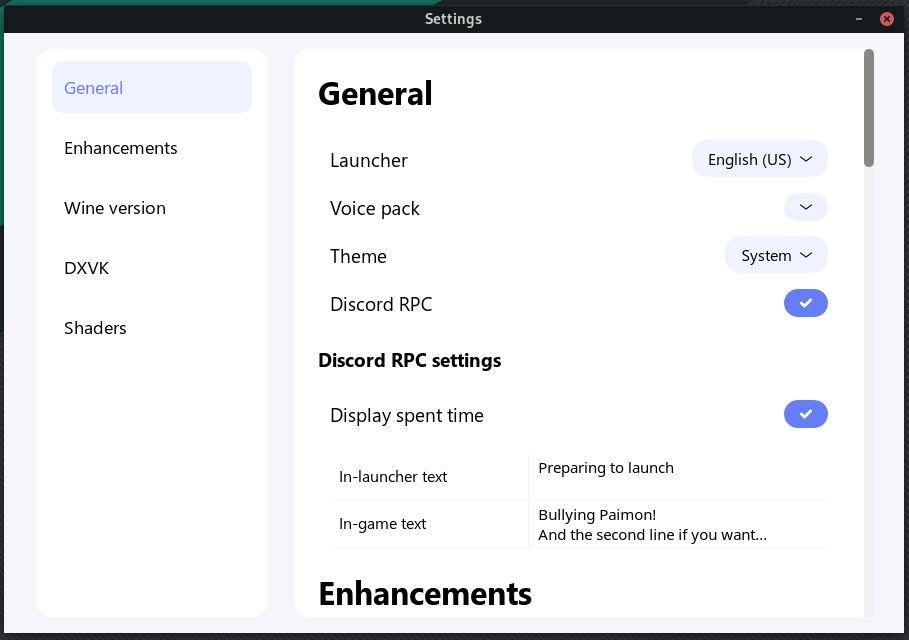 Settings
General
Enhancements
Wine version
DXVK
Shaders
General
Launcher
English (US)
Voice pack
Theme
System
Discord RPC
Discord RPC settings
Display spent time
In-launcher text
Preparing to launch
In-game text
Bullying Paimon!
And the second line if you want...
Enhancements